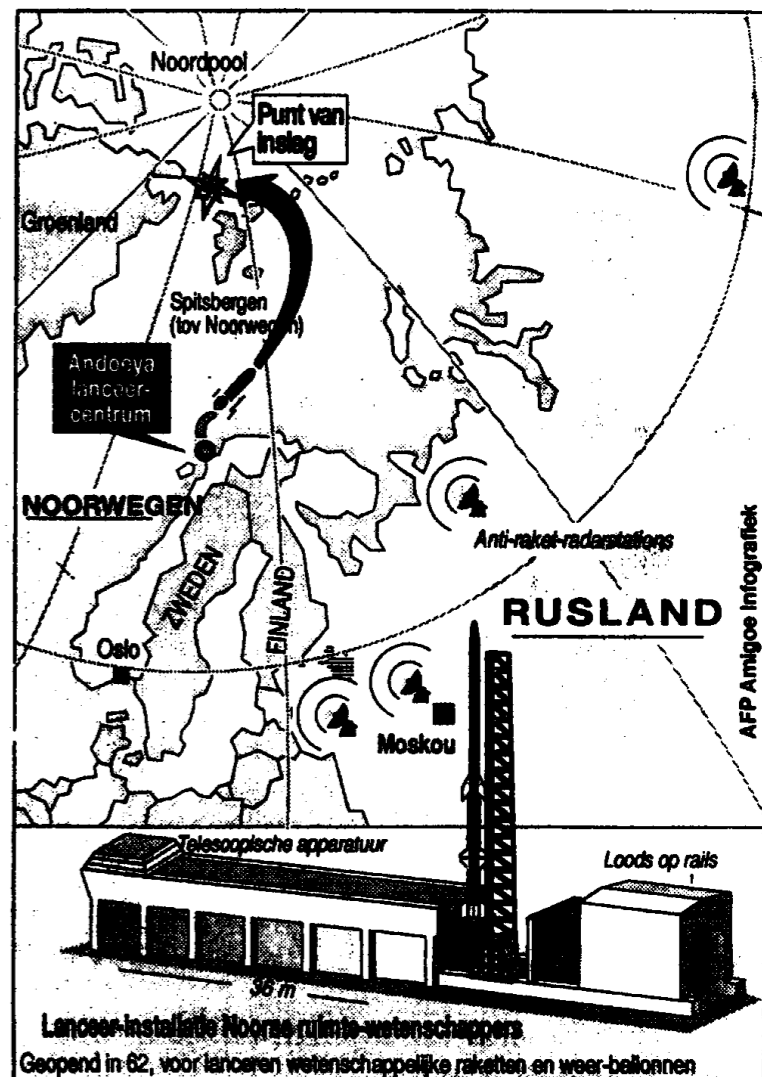 Noordpool
Punt van
inslag
Groenland
Spitsbergen
(tov Noorwegen)
Andoeya
lanceer-
centrum
NOORWEGEN
ZWEDEN
FINLAND
Anti-raket-radarstations
RUSLAND
Oslo
Moskou
AFP Amigoe Infografiek
Telescopische apparatuur
Loods op rails
36 m
Lanceer-installatie Noorse ruimte-wetenschappers
Geopend in 62, voor lanceren wetenschappelijke raketten en weer-ballonnen